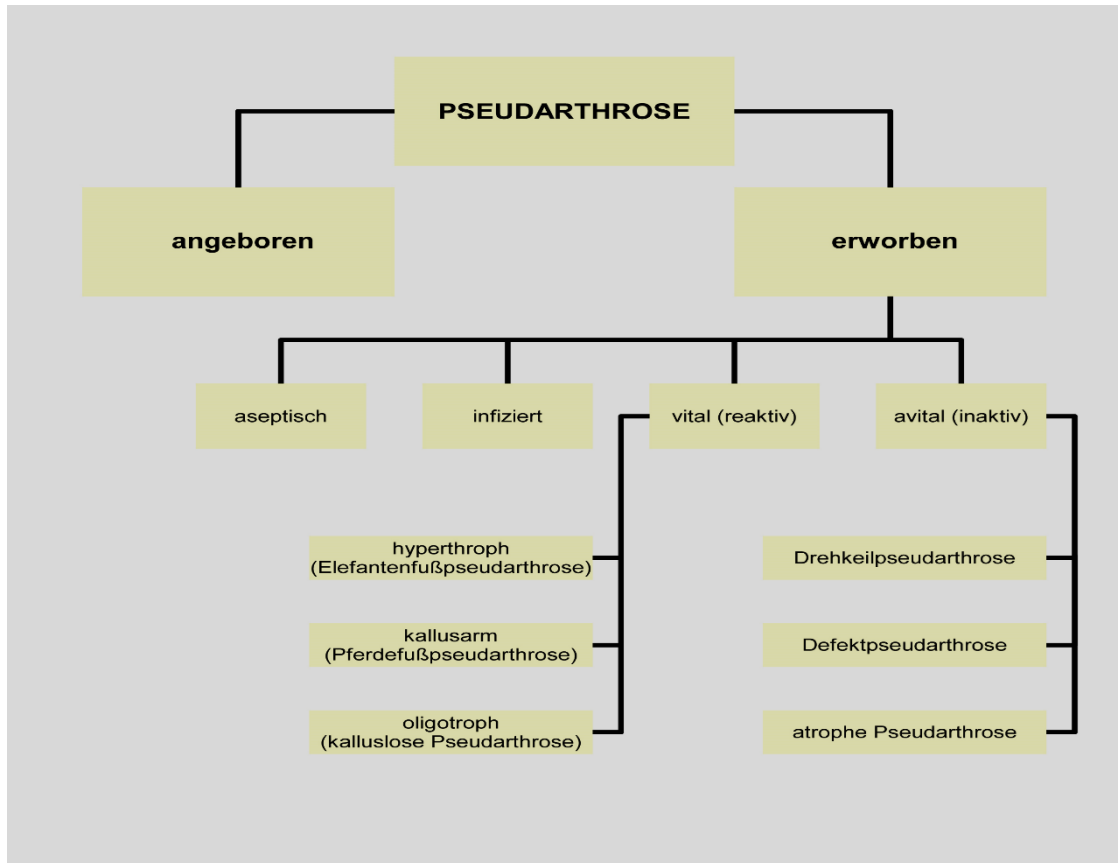 PSEUDARTHROSE
angeboren
erworben
aseptisch
infiziert
vital (reaktiv)
avital (inaktiv)
hyperthroph
(Elefantenfußpseudarthrose)
kallusarm
(Pferdefußpseudarthrose)
oligotroph
(kalluslose Pseudarthrose)
Drehkeilpseudarthrose
Defektpseudarthrose
atrophe Pseudarthrose